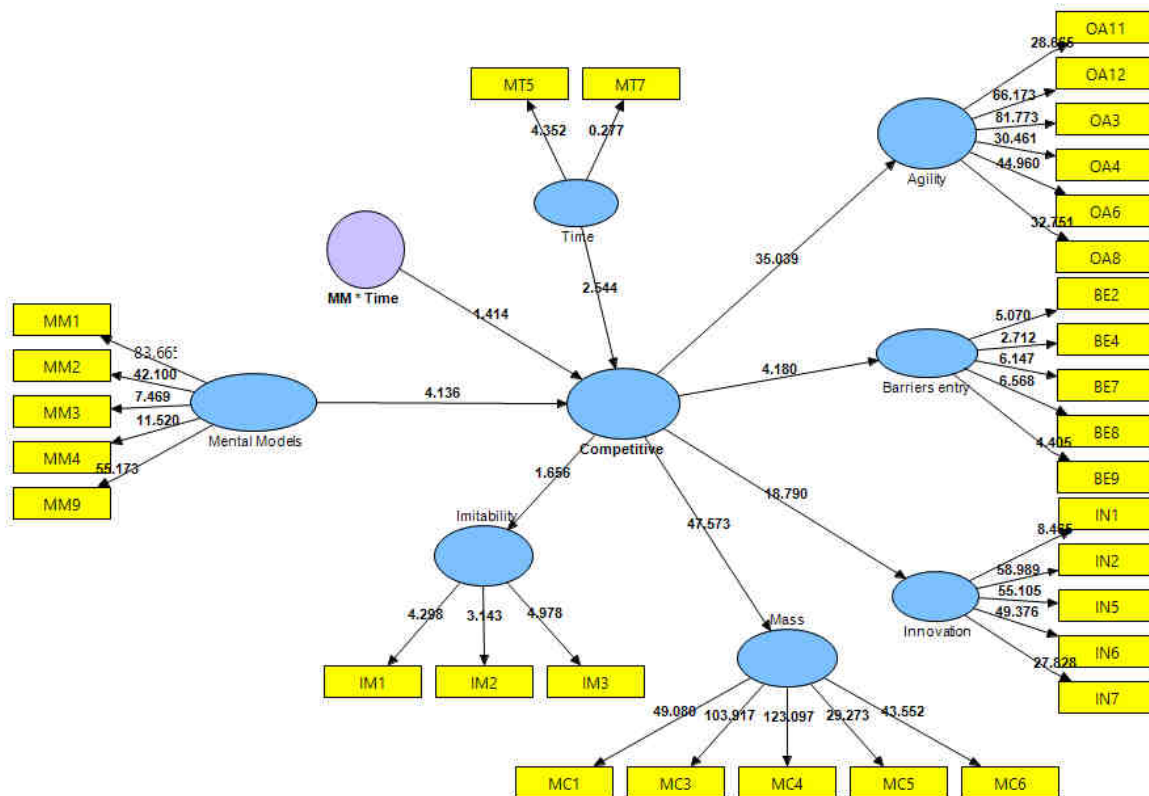 OA11
28.665
OA12
66.173
MT5
MT7
81.773
OA3
4.352
0.277
30.461
OA4
44.960
Agility
OA6
32.751
Time
OA8
35.039
2.544
MM * Time
BE2
MM1
1.414
5.070
2.712
BE4
83.665
6.147
MM2
42.100
4.180
6.568
BE7
7.469
4.136
Barriers entry
MM3
11.520
BE8
Mental Models
Competitive
4.405
MM4
55.173
1.656
BE9
18.790
MM9
IN1
Imitability
47.573
8.465
IN2
58.989
55.105
IN5
49.376
4.298
3.143
4.978
Mass
Innovation
IN6
27.828
IM1
IM2
IM3
IN7
49.080
103.917
123.097
29.273
43.552
MC1
MC3
MC4
MC5
MC6